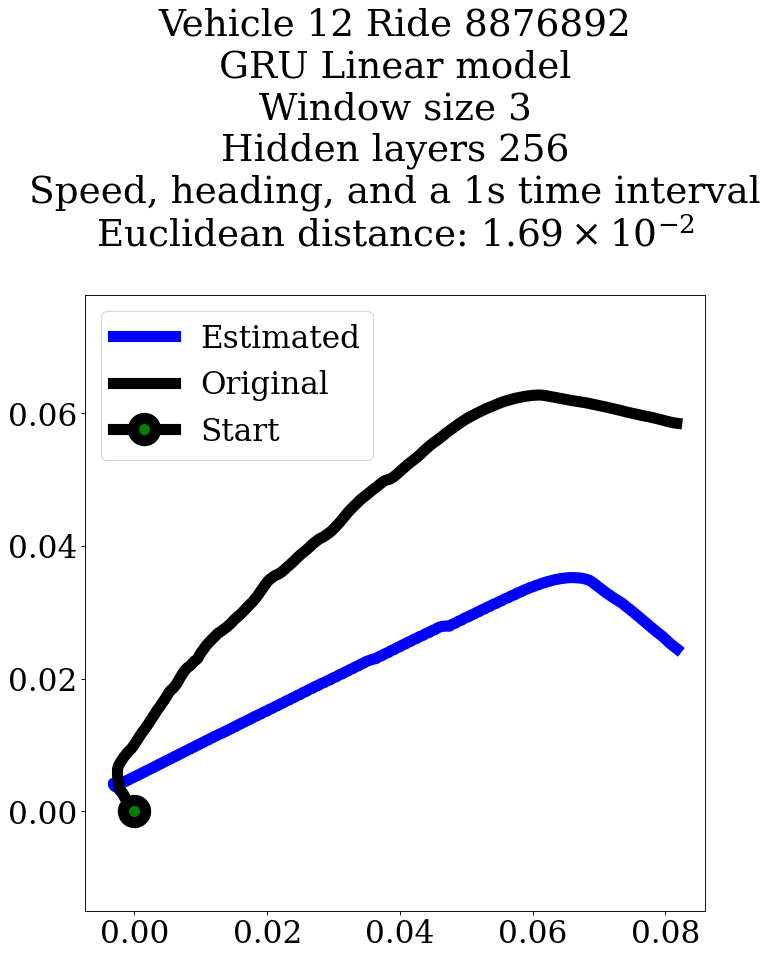 Vehicle 12 Ride 8876892
GRU Linear model
Window size 3
Hidden layers 256
Speed, heading, and a 1s time interval
Euclidean distance: 1.69 × 10⁻²
Estimated
Original
Start
0.06
0.04
0.02
0.00
0.00 0.02 0.04 0.06 0.08